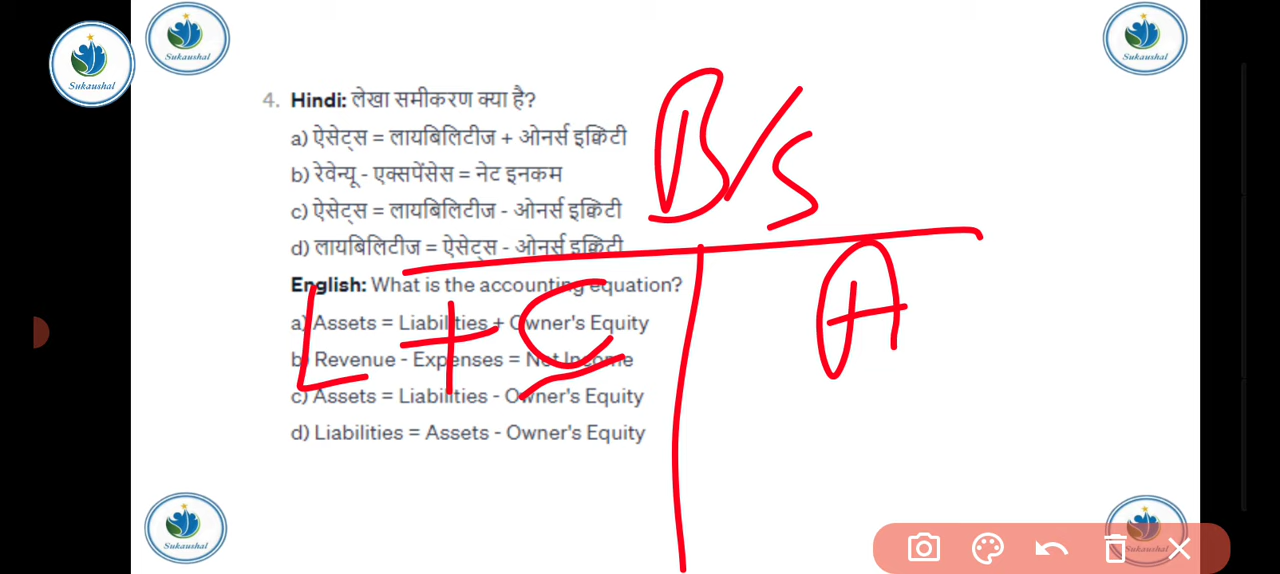 Sukaushal
Sukaushal
Sukaushal
4. Hindi: लेखा समीकरण क्या है?
a) ऐसेट्स = लायबिलिटीज + ओनर्स इक्विटी
b) रेवेन्यू - एक्सपेंसेस = नेट इनकम
c) ऐसेट्स = लायबिलिटीज - ओनर्स इक्विटी
d) लायबिलिटीज = ऐसेट्स - ओनर्स इक्विटी
B/S
English: What is the accounting equation?
a) Assets = Liabilities + Owner's Equity
b) Revenue - Expenses = Net Income
c) Assets = Liabilities - Owner's Equity
d) Liabilities = Assets - Owner's Equity
L + C
A
Sukaushal
Sukaushal